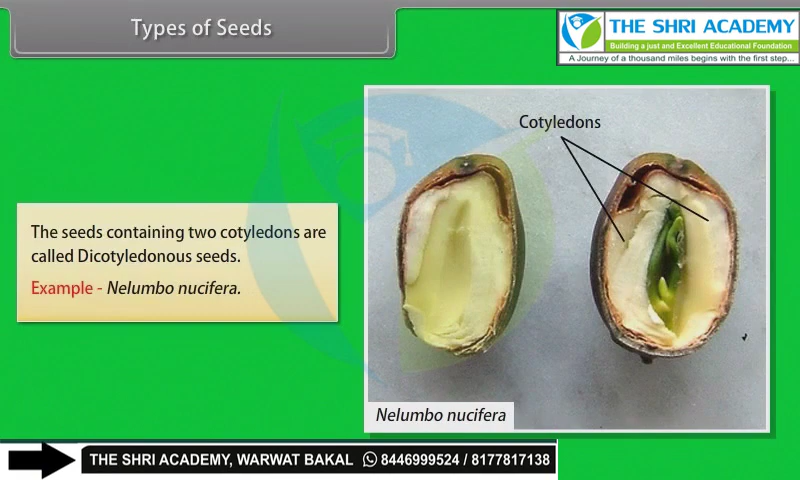 Types of Seeds
THE SHRI ACADEMY
Building a just and Excellent Educational Foundation
A Journey of a thousand miles begins with the first step...
Cotyledons
The seeds containing two cotyledons are
called Dicotyledonous seeds.
Example - Nelumbo nucifera.
Nelumbo nucifera
THE SHRI ACADEMY, WARWAT BAKAL 8446999524 / 8177817138